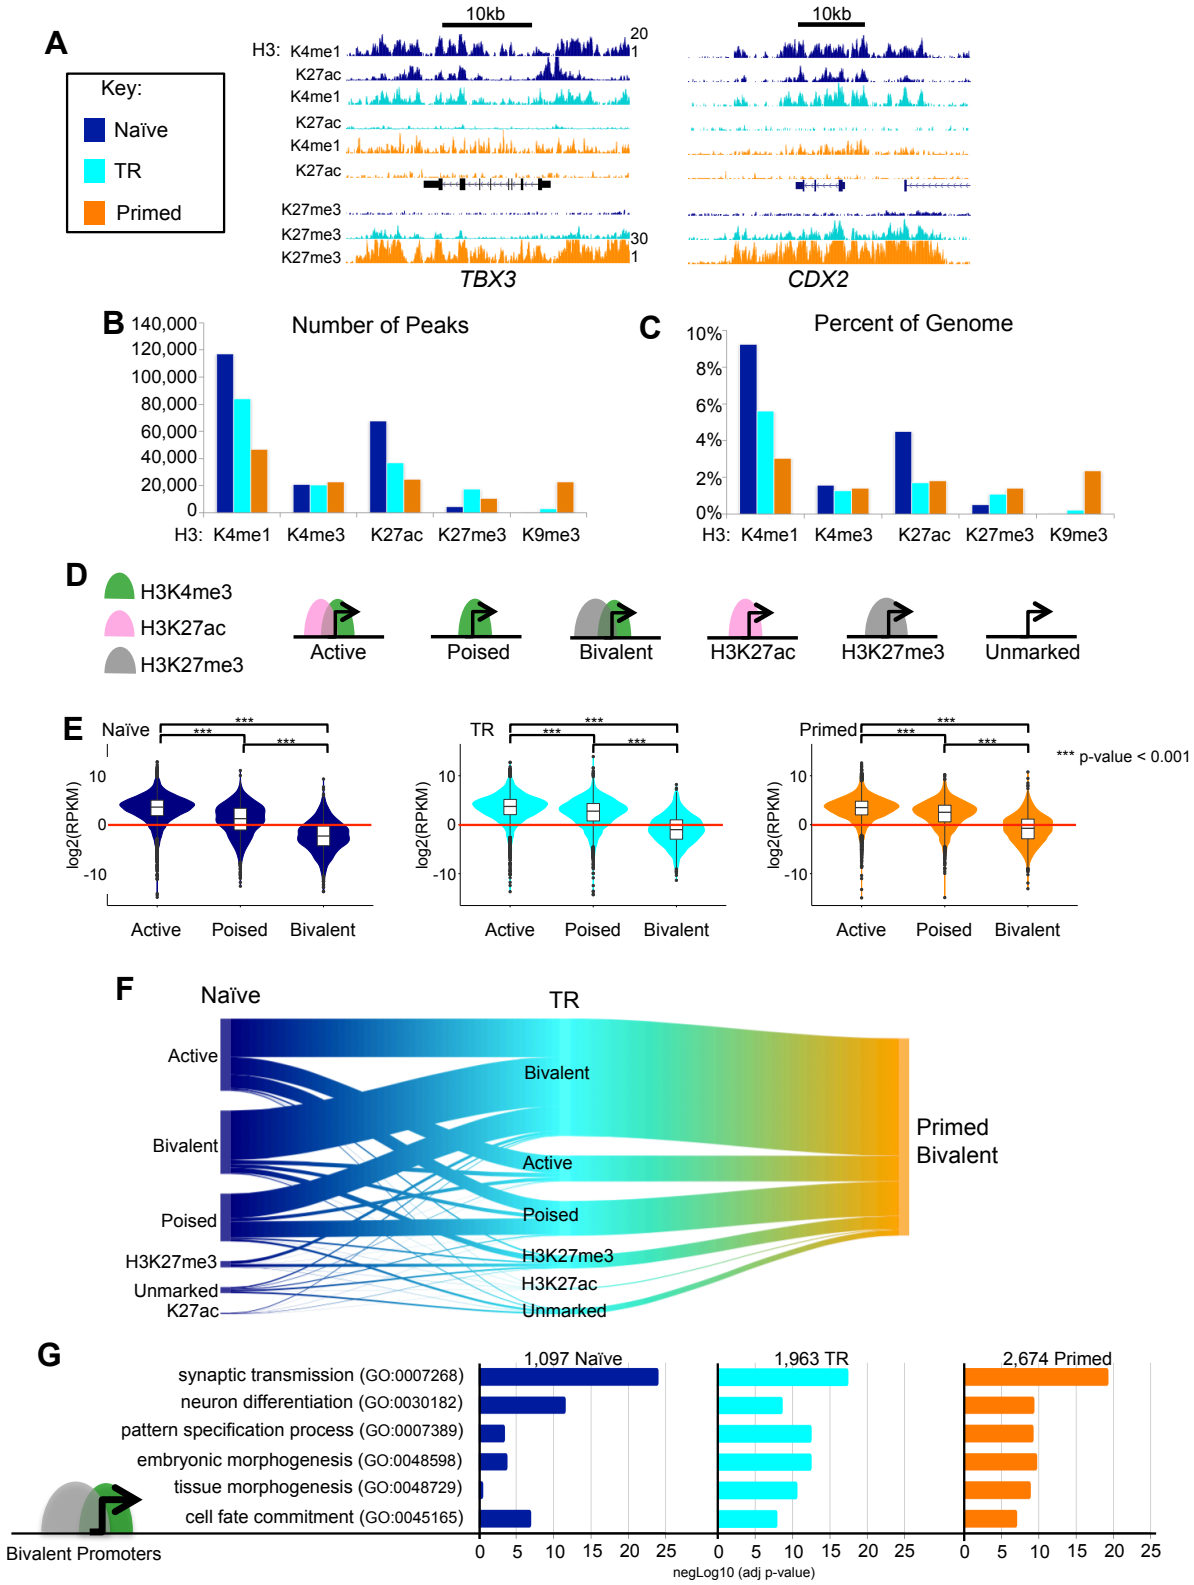 A
10kb
10kb
Key:
Naïve
TR
Primed
H3: K4me1
20
1
K27ac
K4me1
K27ac
K4me1
K27ac
K27me3
K27me3
K27me3
30
1
TBX3
CDX2
B
Number of Peaks
140,000
120,000
100,000
80,000
60,000
40,000
20,000
0
H3: K4me1 K4me3 K27ac K27me3 K9me3
C
Percent of Genome
10%
8%
6%
4%
2%
0%
H3: K4me1 K4me3 K27ac K27me3 K9me3
D
H3K4me3
H3K27ac
H3K27me3
Active Poised Bivalent H3K27ac H3K27me3 Unmarked
E
Naïve
***
*** ***
log2(RPKM)
10
0
-10
Active Poised Bivalent
TR
***
*** ***
log2(RPKM)
10
0
-10
Active Poised Bivalent
Primed
***
*** ***
log2(RPKM)
10
0
-10
Active Poised Bivalent
*** p-value < 0.001
F
Naïve
TR
Active
Bivalent
Poised
H3K27me3
Unmarked
K27ac
Bivalent
Active
Poised
H3K27me3
H3K27ac
Unmarked
Primed
Bivalent
G
1,097 Naïve
1,963 TR
2,674 Primed
synaptic transmission (GO:0007268)
neuron differentiation (GO:0030182)
pattern specification process (GO:0007389)
embryonic morphogenesis (GO:0048598)
tissue morphogenesis (GO:0048729)
cell fate commitment (GO:0045165)
Bivalent Promoters
0 5 10 15 20 25
0 5 10 15 20 25
0 5 10 15 20 25
negLog10 (adj p-value)